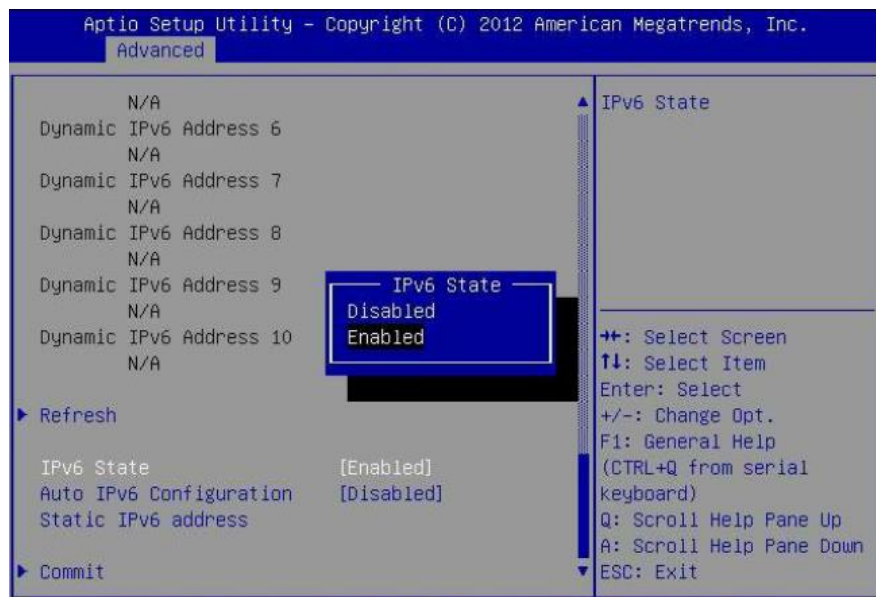 Aptio Setup Utility – Copyright (C) 2012 American Megatrends, Inc.
Advanced
N/A
Dynamic IPv6 Address 6
N/A
Dynamic IPv6 Address 7
N/A
Dynamic IPv6 Address 8
N/A
Dynamic IPv6 Address 9
N/A
Dynamic IPv6 Address 10
N/A
Refresh
IPv6 State [Enabled]
Auto IPv6 Configuration [Disabled]
Static IPv6 address
Commit
IPv6 State
Disabled
Enabled
IPv6 State
→←: Select Screen
↑↓: Select Item
Enter: Select
+/-: Change Opt.
F1: General Help
(CTRL+Q from serial
keyboard)
Q: Scroll Help Pane Up
A: Scroll Help Pane Down
ESC: Exit